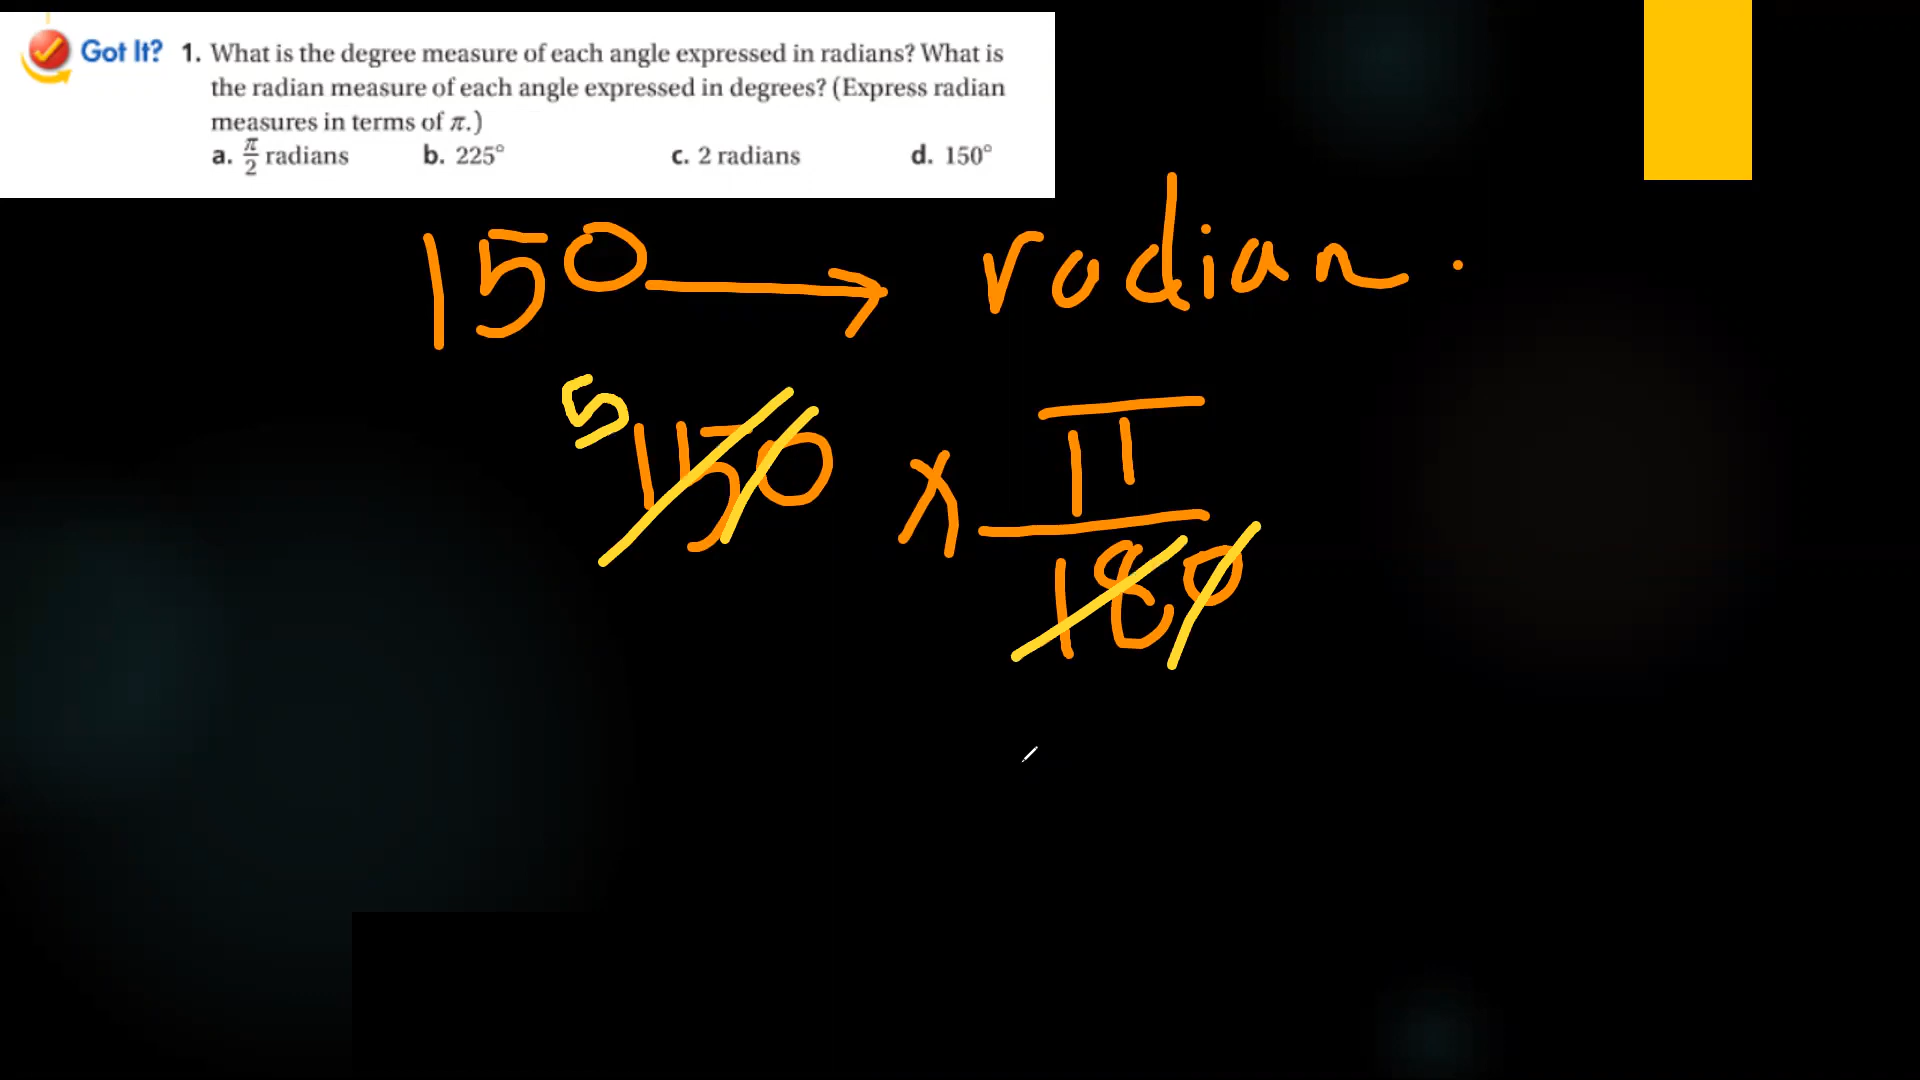 Got It? 1. What is the degree measure of each angle expressed in radians? What is
the radian measure of each angle expressed in degrees? (Express radian
measures in terms of π.)
a. π/2 radians b. 225° c. 2 radians d. 150°
150 → radian.
5
150 × π/180